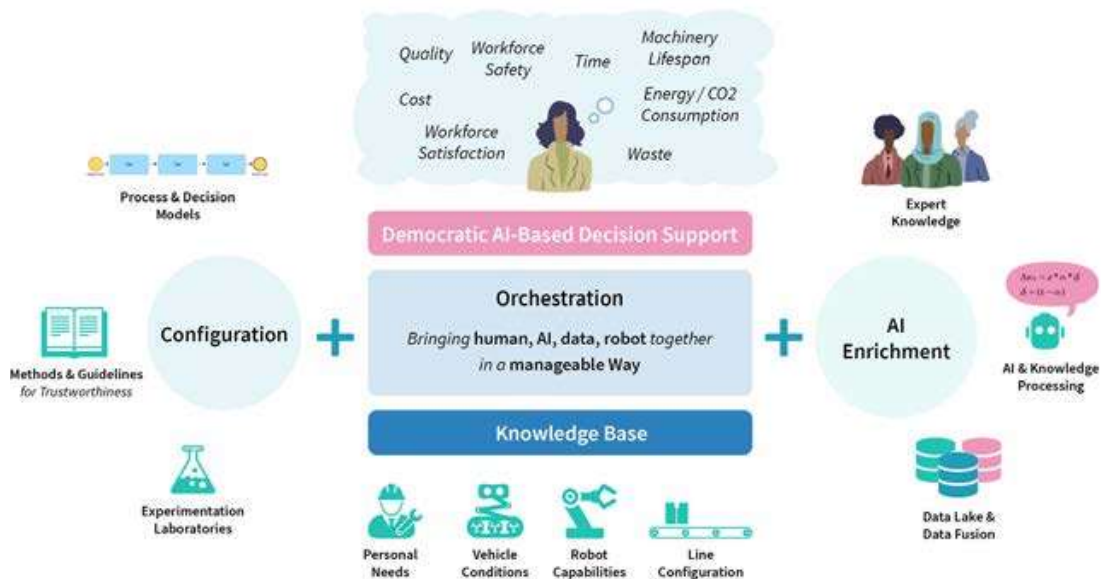 Quality
Workforce
Safety
Time
Machinery
Lifespan
Cost
Energy / CO2
Consumption
Workforce
Satisfaction
Waste
Process & Decision
Models
Expert
Knowledge
Democratic AI-Based Decision Support
Configuration
Orchestration
Bringing human, AI, data, robot together
in a manageable Way
AI
Enrichment
Methods & Guidelines
for Trustworthiness
AI & Knowledge
Processing
Knowledge Base
Experimentation
Laboratories
Data Lake &
Data Fusion
Personal
Needs
Vehicle
Conditions
Robot
Capabilities
Line
Configuration